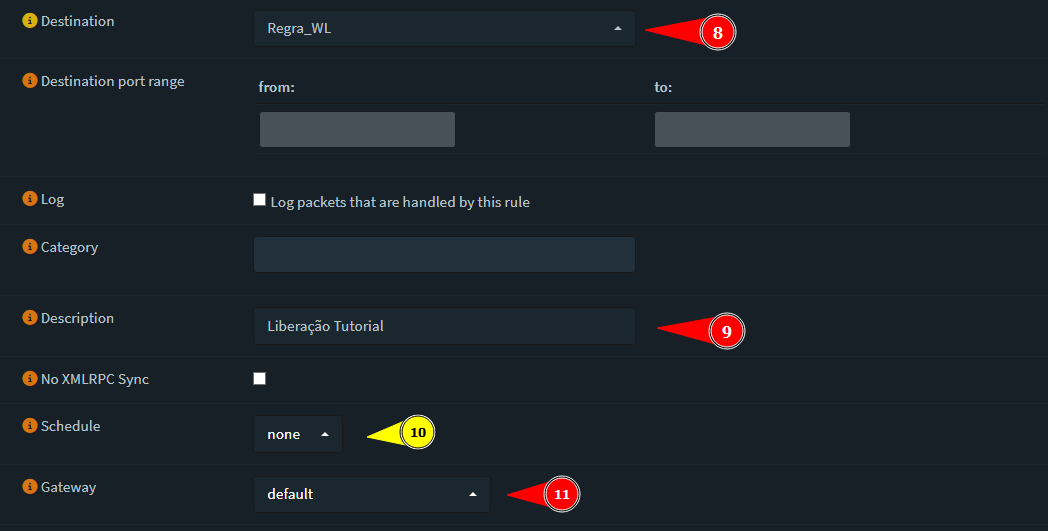 Destination
Regra_WL
8
Destination port range
from:
to:
Log
Log packets that are handled by this rule
Category
Description
Liberação Tutorial
9
No XMLRPC Sync
Schedule
none
10
Gateway
default
11